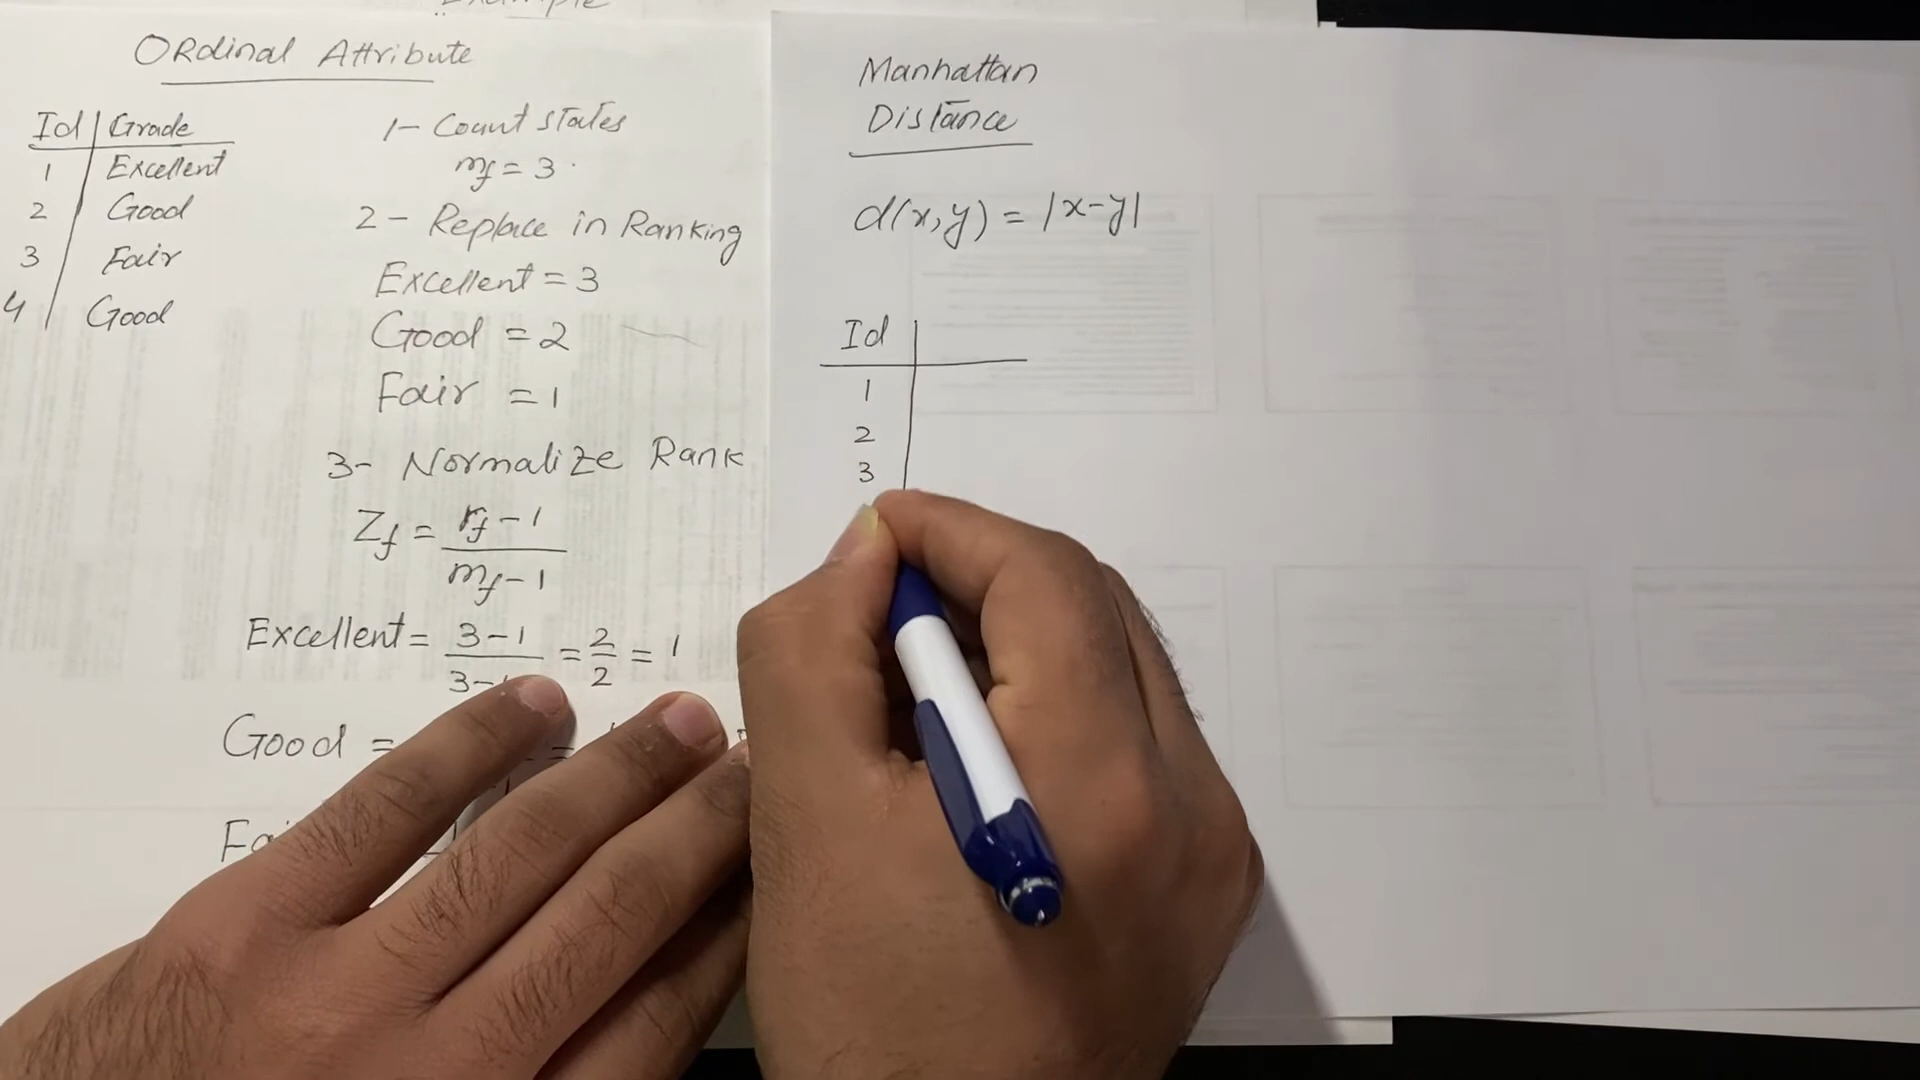 Ordinal Attribute
Id | Grade
1 Excellent
2 Good
3 Fair
4 Good
1- Count states
mf = 3
2- Replace in Ranking
Excellent = 3
Good = 2
Fair = 1
3- Normalize Rank
Zf = rf - 1
mf - 1
Excellent = 3-1 = 2 = 1
3- 2
Good = =
Fa
Manhattan
Distance
d(x,y) = |x-y|
Id
1
2
3